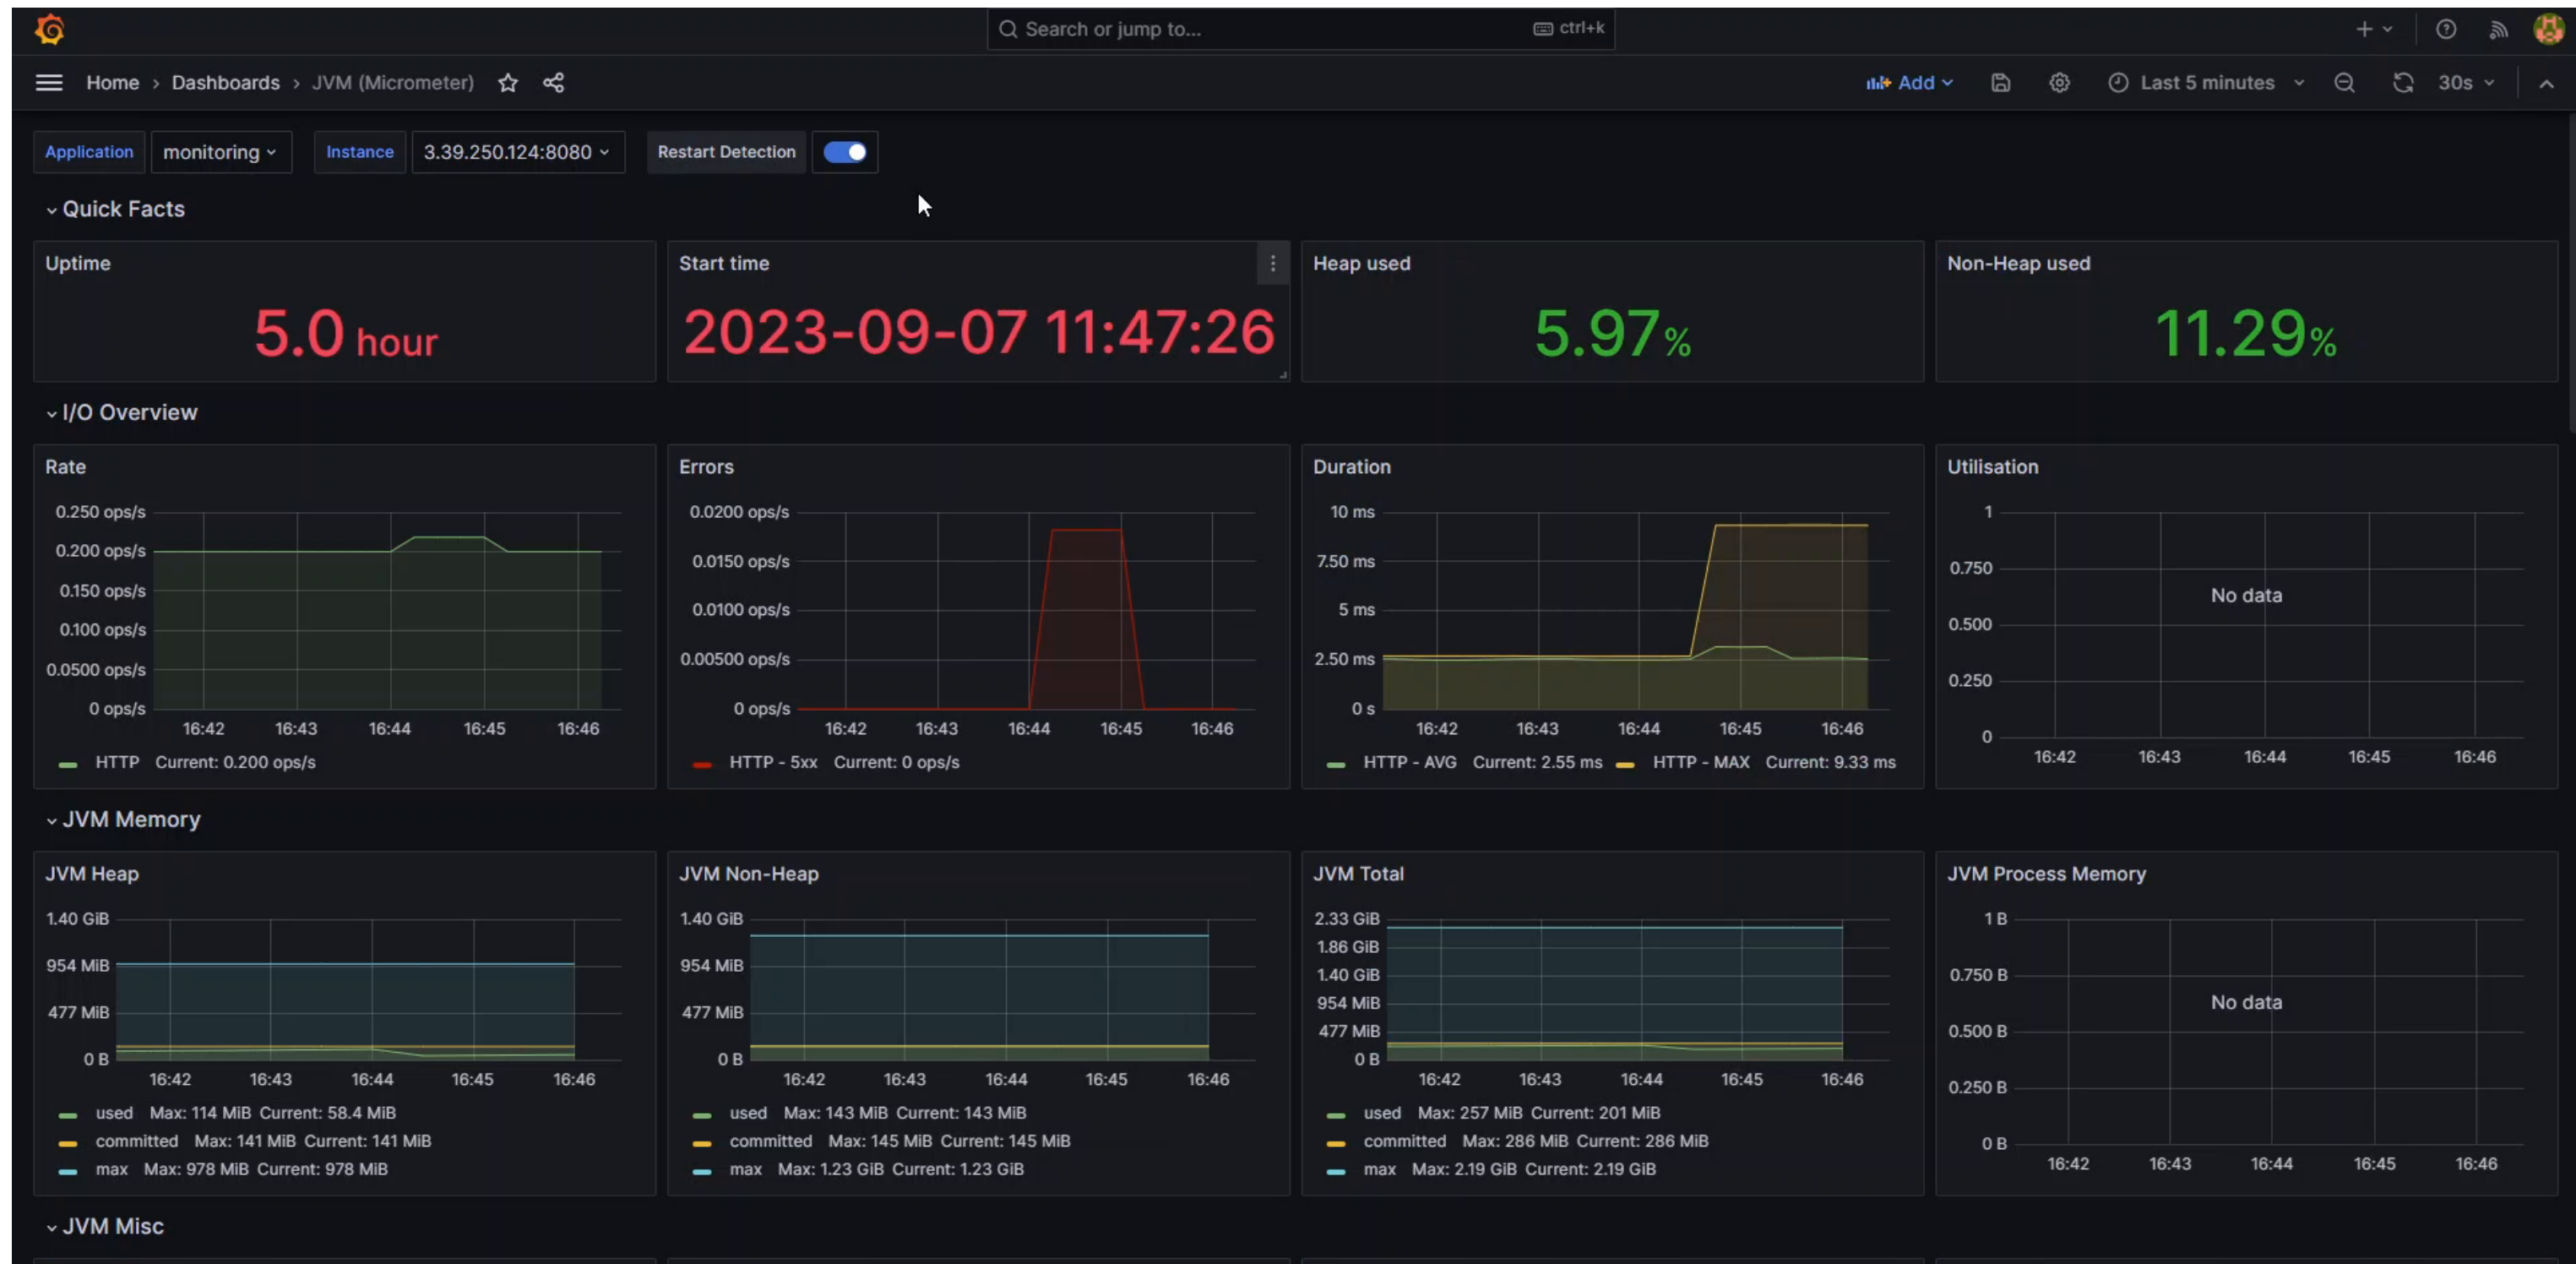 Search or jump to... ctrl+k
Home › Dashboards › JVM (Micrometer) Add Last 5 minutes 30s
Application monitoring Instance 3.39.250.124:8080 Restart Detection
Quick Facts
Uptime
5.0 hour
Start time
2023-09-07 11:47:26
Heap used
5.97%
Non-Heap used
11.29%
I/O Overview
Rate
0.250 ops/s
0.200 ops/s
0.150 ops/s
0.100 ops/s
0.0500 ops/s
0 ops/s
16:42 16:43 16:44 16:45 16:46
HTTP Current: 0.200 ops/s
Errors
0.0200 ops/s
0.0150 ops/s
0.0100 ops/s
0.00500 ops/s
0 ops/s
16:42 16:43 16:44 16:45 16:46
HTTP - 5xx Current: 0 ops/s
Duration
10 ms
7.50 ms
5 ms
2.50 ms
0 s
16:42 16:43 16:44 16:45 16:46
HTTP - AVG Current: 2.55 ms HTTP - MAX Current: 9.33 ms
Utilisation
1
0.750
No data
0.500
0.250
0
16:42 16:43 16:44 16:45 16:46
JVM Memory
JVM Heap
1.40 GiB
954 MiB
477 MiB
0 B
16:42 16:43 16:44 16:45 16:46
used Max: 114 MiB Current: 58.4 MiB
committed Max: 141 MiB Current: 141 MiB
max Max: 978 MiB Current: 978 MiB
JVM Non-Heap
1.40 GiB
954 MiB
477 MiB
0 B
16:42 16:43 16:44 16:45 16:46
used Max: 143 MiB Current: 143 MiB
committed Max: 145 MiB Current: 145 MiB
max Max: 1.23 GiB Current: 1.23 GiB
JVM Total
2.33 GiB
1.86 GiB
1.40 GiB
954 MiB
477 MiB
0 B
16:42 16:43 16:44 16:45 16:46
used Max: 257 MiB Current: 201 MiB
committed Max: 286 MiB Current: 286 MiB
max Max: 2.19 GiB Current: 2.19 GiB
JVM Process Memory
1 B
0.750 B
No data
0.500 B
0.250 B
0 B
16:42 16:43 16:44 16:45 16:46
JVM Misc